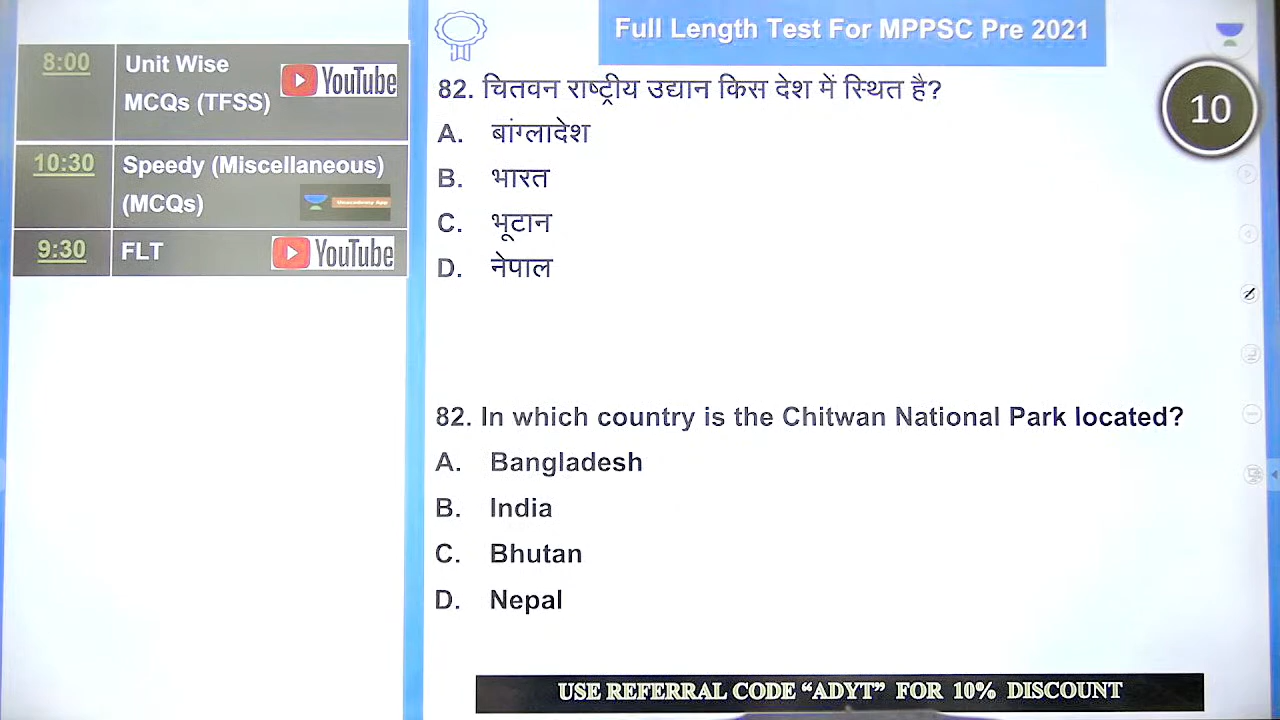 Full Length Test For MPPSC Pre 2021
8:00
Unit Wise
MCQs (TFSS)
YouTube
10:30
Speedy (Miscellaneous)
(MCQs)
Unacademy App
9:30
FLT
YouTube
10
82. चितवन राष्ट्रीय उद्यान किस देश में स्थित है?
A. बांग्लादेश
B. भारत
C. भूटान
D. नेपाल
82. In which country is the Chitwan National Park located?
A. Bangladesh
B. India
C. Bhutan
D. Nepal
USE REFERRAL CODE “ADYT” FOR 10% DISCOUNT